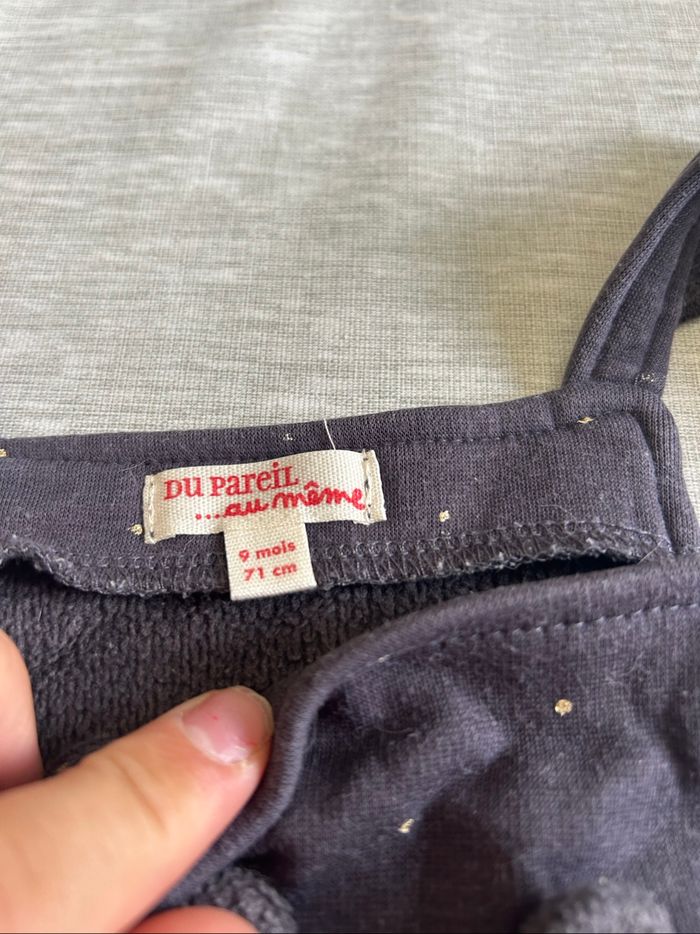 DU PAREIL
....au même
9 mois
71 cm